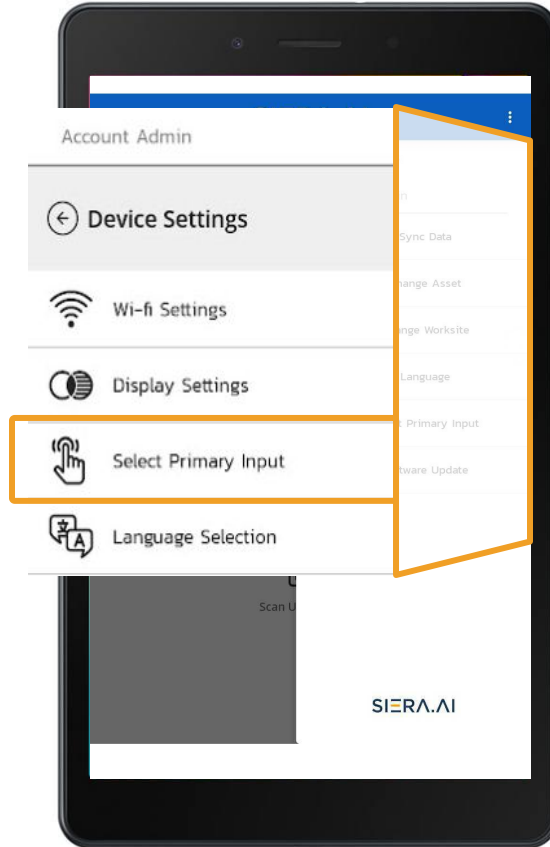 Account Admin
Device Settings
Wi-fi Settings
Display Settings
Select Primary Input
Language Selection
Sync Data
Asset
Worksite
Language
Primary Input
Update
Scan
SIERA.AI